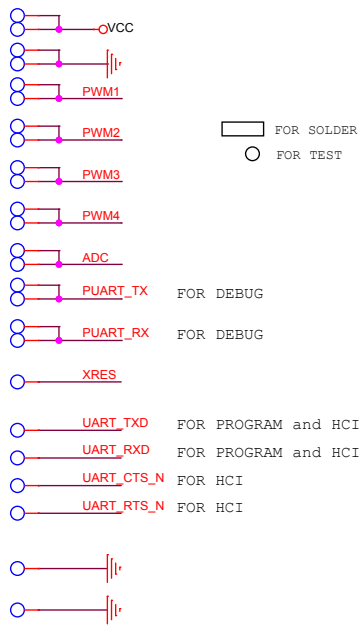 VCC
PWM1
PWM2
FOR SOLDER
FOR TEST
PWM3
PWM4
ADC
PUART_TX FOR DEBUG
PUART_RX FOR DEBUG
XRES
UART_TXD FOR PROGRAM and HCI
UART_RXD FOR PROGRAM and HCI
UART_CTS_N FOR HCI
UART_RTS_N FOR HCI